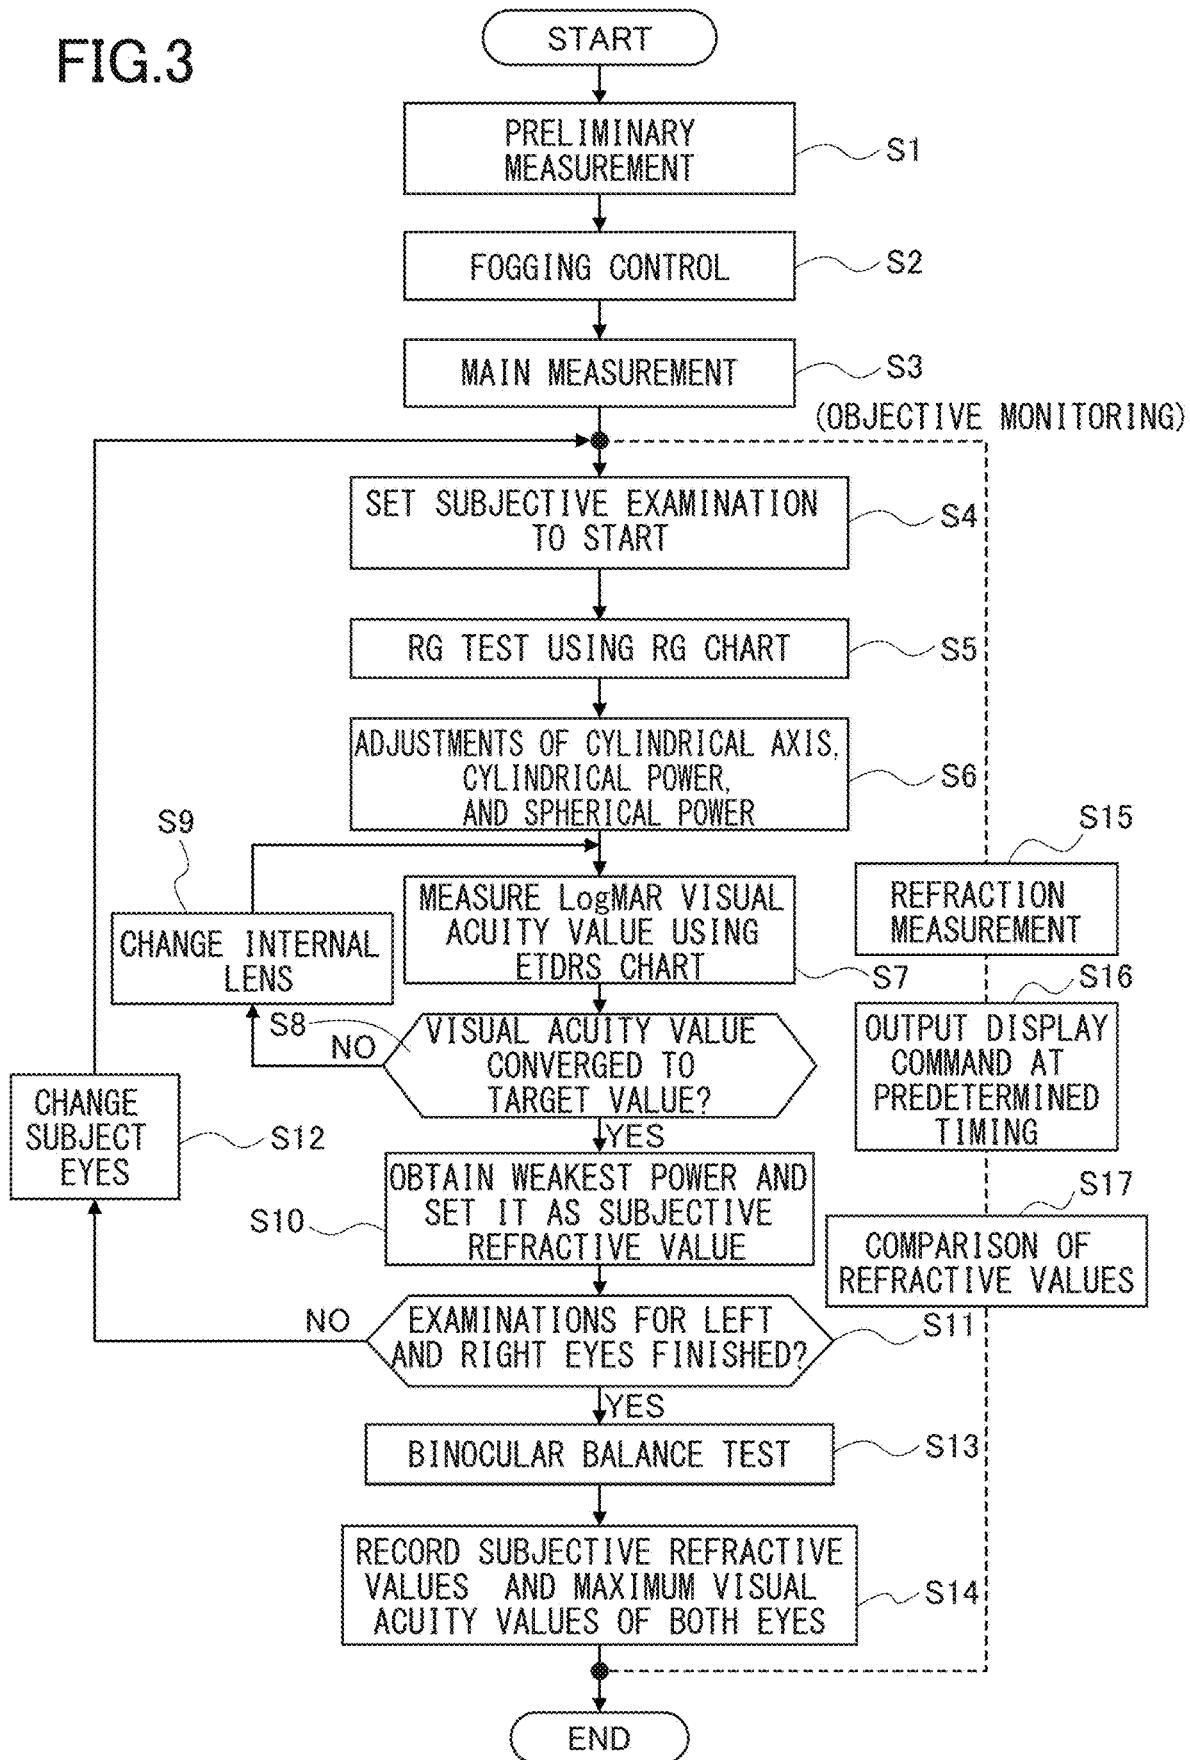 FIG.3
START
PRELIMINARY
MEASUREMENT
S1
FOGGING CONTROL
S2
MAIN MEASUREMENT
S3
(OBJECTIVE MONITORING)
SET SUBJECTIVE EXAMINATION
TO START
S4
RG TEST USING RG CHART
S5
ADJUSTMENTS OF CYLINDRICAL AXIS,
CYLINDRICAL POWER,
AND SPHERICAL POWER
S6
S9
CHANGE INTERNAL
LENS
MEASURE LogMAR VISUAL
ACUITY VALUE USING
ETDRS CHART
S7
S15
REFRACTION
MEASUREMENT
S8
NO
VISUAL ACUITY VALUE
CONVERGED TO
TARGET VALUE?
YES
S16
OUTPUT DISPLAY
COMMAND AT
PREDETERMINED
TIMING
CHANGE
SUBJECT
EYES
S12
S10
OBTAIN WEAKEST POWER AND
SET IT AS SUBJECTIVE
REFRACTIVE VALUE
S17
COMPARISON OF
REFRACTIVE VALUES
NO
EXAMINATIONS FOR LEFT
AND RIGHT EYES FINISHED?
S11
YES
BINOCULAR BALANCE TEST
S13
RECORD SUBJECTIVE REFRACTIVE
VALUES AND MAXIMUM VISUAL
ACUITY VALUES OF BOTH EYES
S14
END